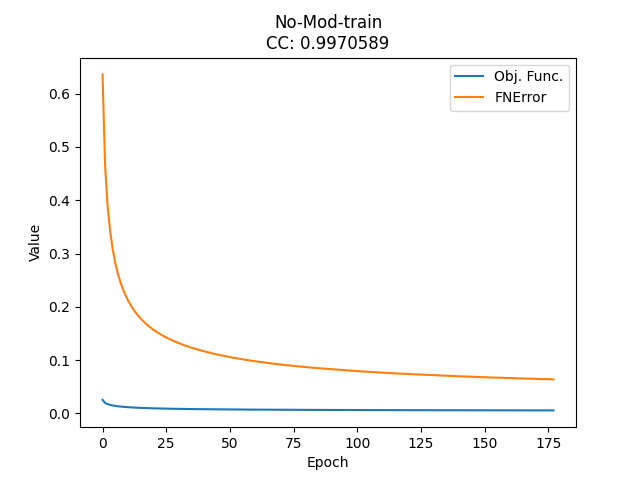 No-Mod-train
CC: 0.9970589
Obj. Func.
FNError
Value
0.6
0.5
0.4
0.3
0.2
0.1
0.0
0 25 50 75 100 125 150 175
Epoch